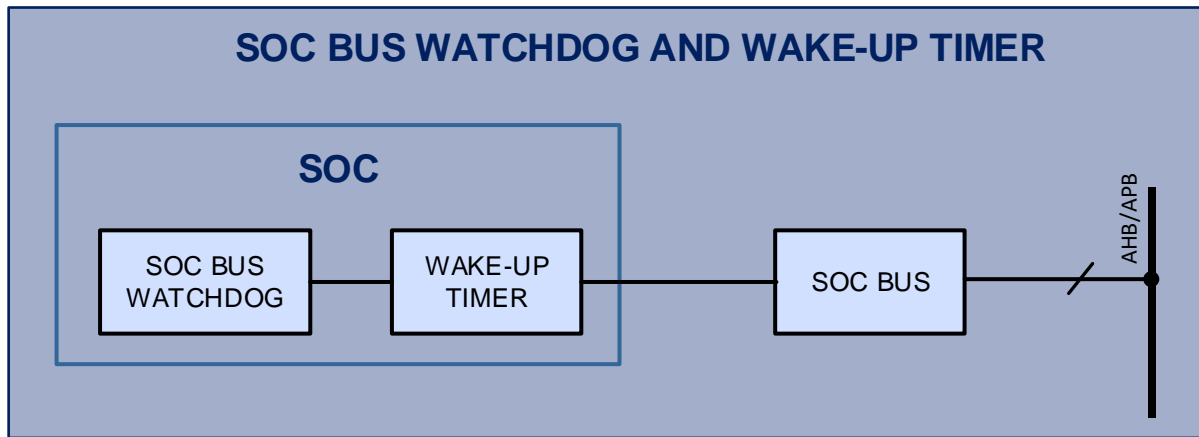 SOC BUS WATCHDOG AND WAKE-UP TIMER
SOC
SOC BUS
WATCHDOG
WAKE-UP
TIMER
SOC BUS
AHB/APB